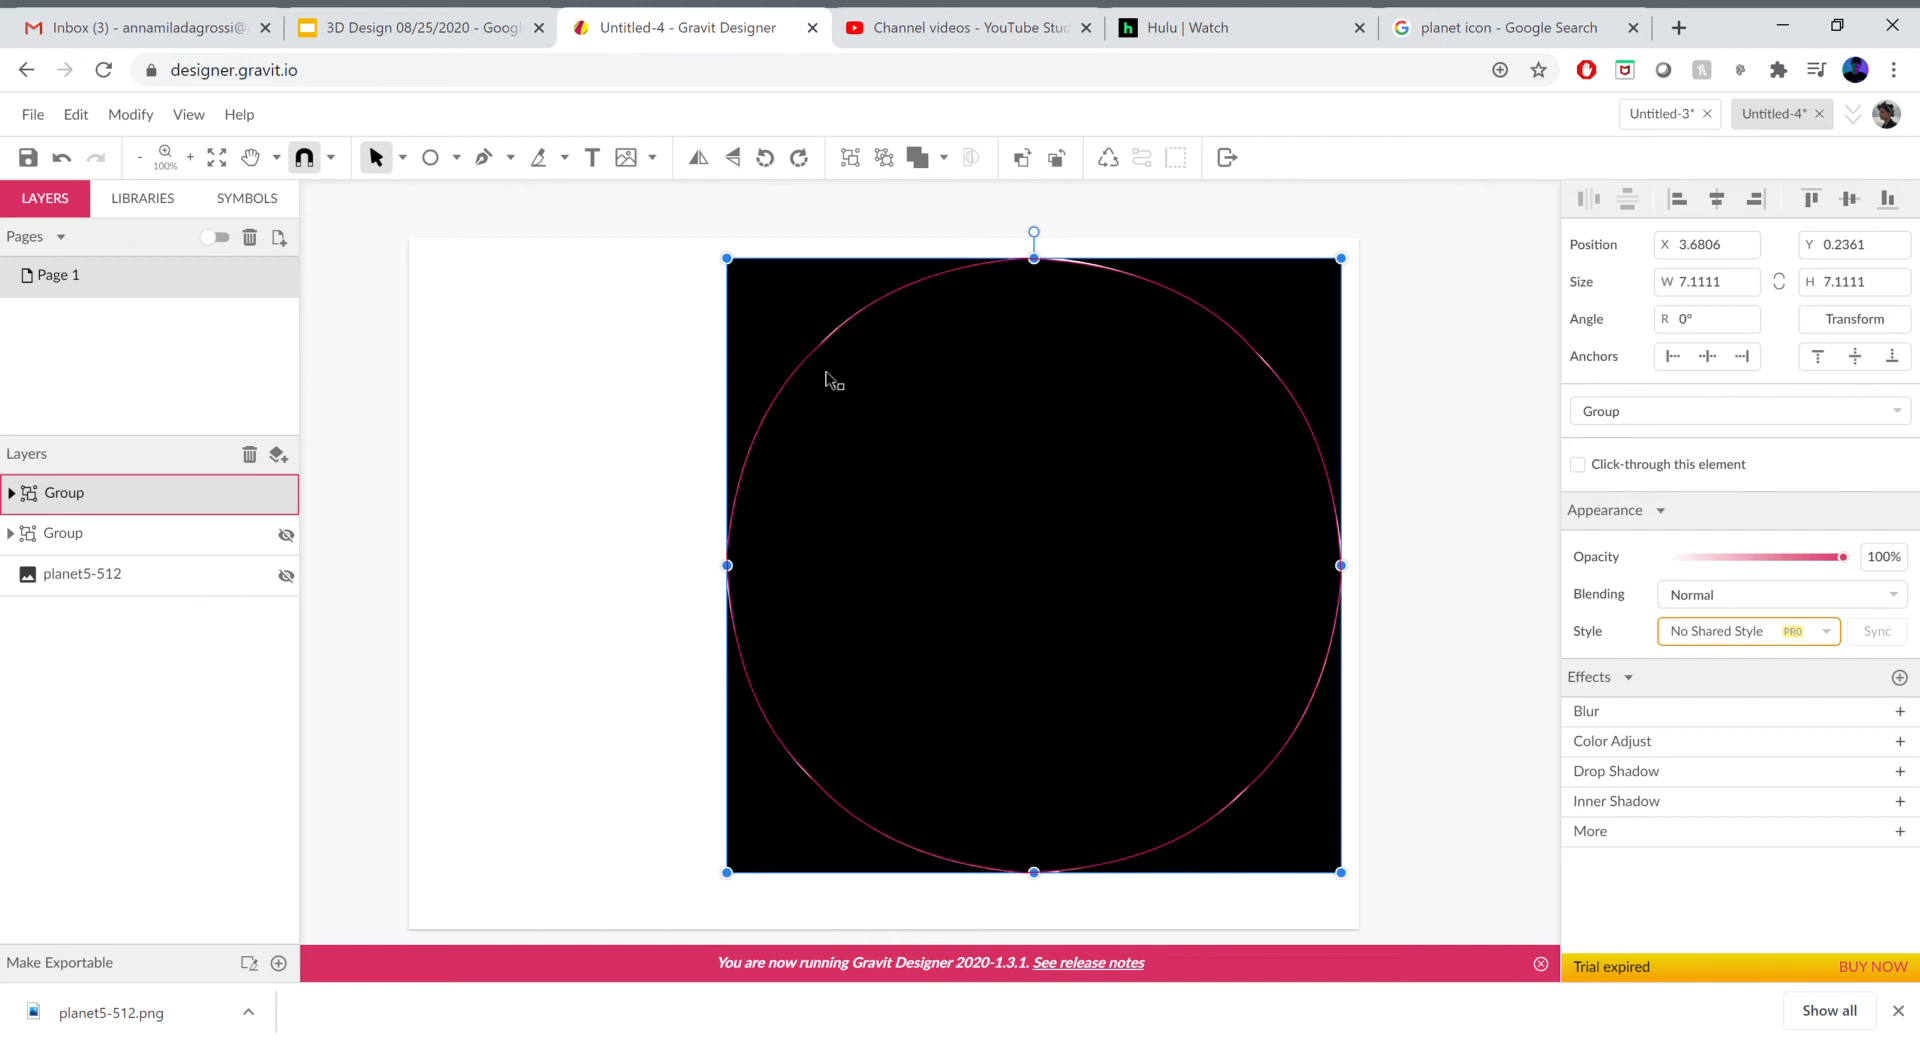 Inbox (3) - annamiladagrossi@
3D Design 08/25/2020 - Googl
Untitled-4 - Gravit Designer
Channel videos - YouTube Stud
Hulu | Watch
planet icon - Google Search
designer.gravit.io
File Edit Modify View Help
Untitled-3*
Untitled-4*
- 100% +
LAYERS LIBRARIES SYMBOLS
Pages
Page 1
Layers
Group
Group
planet5-512
Make Exportable
Position X 3.6806 Y 0.2361
Size W 7.1111 H 7.1111
Angle R 0° Transform
Anchors
Group
Click-through this element
Appearance
Opacity 100%
Blending Normal
Style No Shared Style PRO Sync
Effects
Blur +
Color Adjust +
Drop Shadow +
Inner Shadow +
More +
You are now running Gravit Designer 2020-1.3.1. See release notes
Trial expired BUY NOW
planet5-512.png
Show all